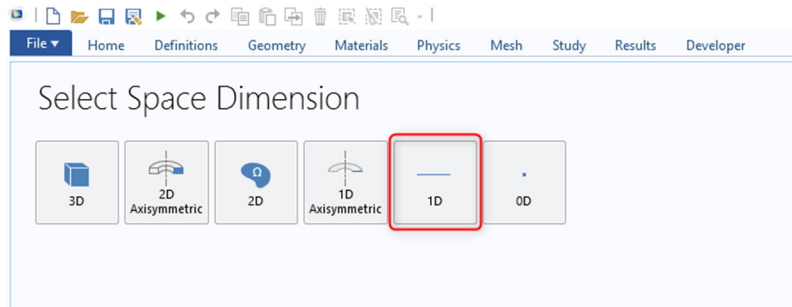 File ▾ Home Definitions Geometry Materials Physics Mesh Study Results Developer
Select Space Dimension
3D
2D
Axisymmetric
Ω
2D
1D
Axisymmetric
1D
0D